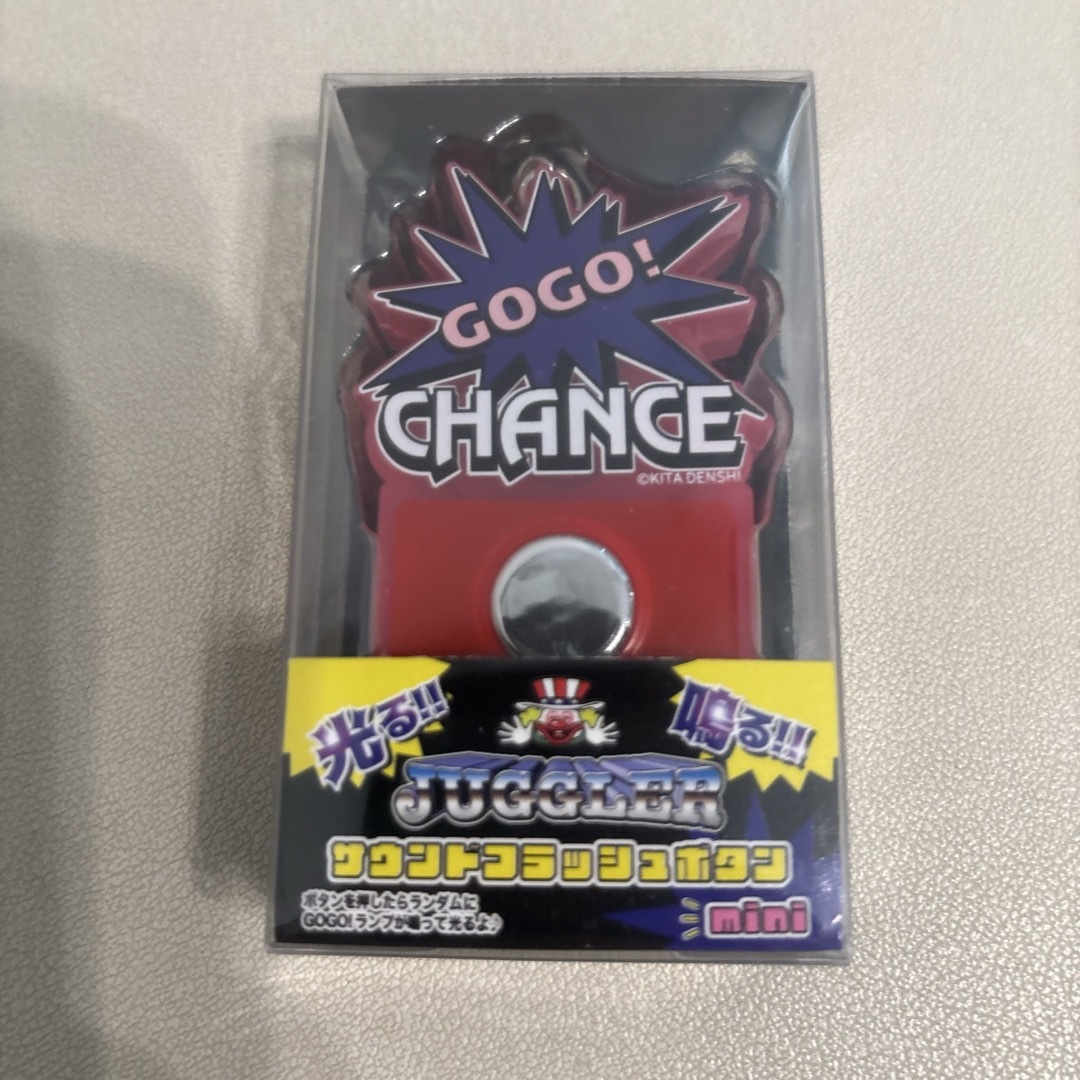 GOGO!
CHANCE
©KITA DENSHI
光る!!
鳴る!!
JUGGLER
サウンドフラッシュボタン
mini
ボタンを押したらランダムに
GOGO!ランプが鳴って光るよ♪